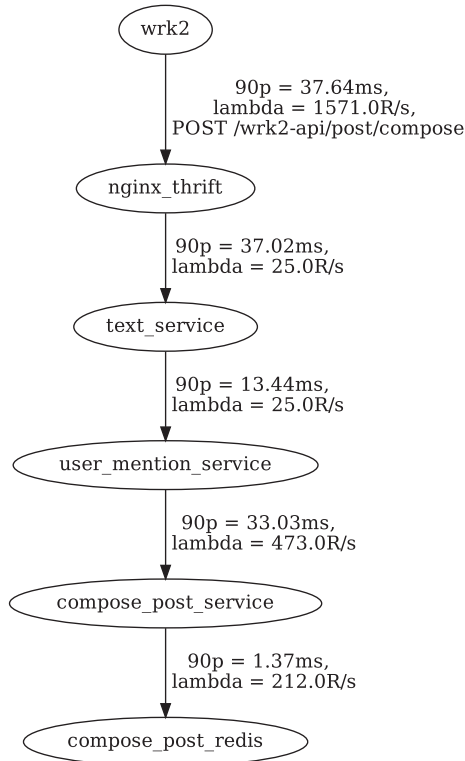 wrk2
90p = 37.64ms,
lambda = 1571.0R/s,
POST /wrk2-api/post/compose
nginx_thrift
90p = 37.02ms,
lambda = 25.0R/s
text_service
90p = 13.44ms,
lambda = 25.0R/s
user_mention_service
90p = 33.03ms,
lambda = 473.0R/s
compose_post_service
90p = 1.37ms,
lambda = 212.0R/s
compose_post_redis